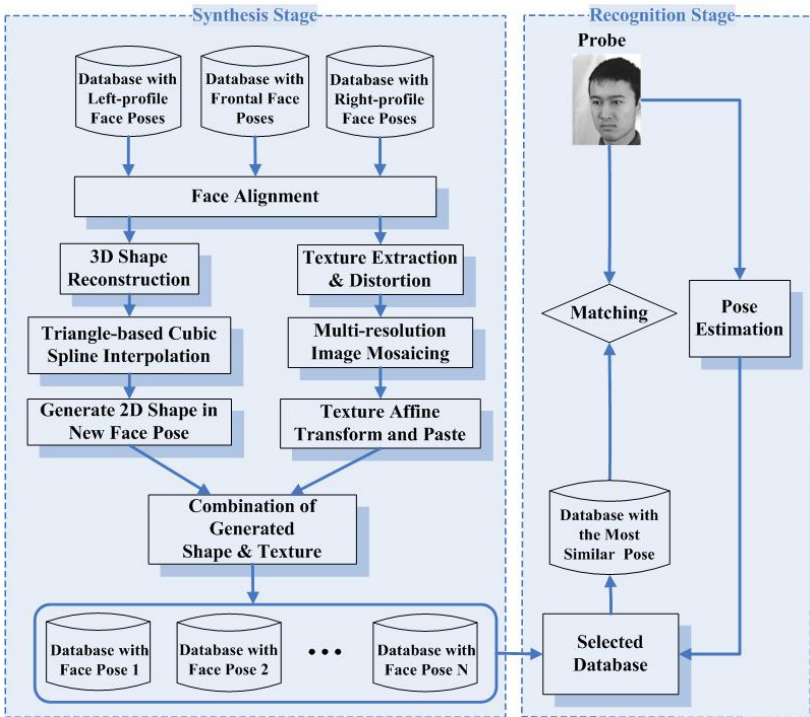 Synthesis Stage
Database with
Left-profile
Face Poses
Database with
Frontal Face
Poses
Database with
Right-profile
Face Poses
Face Alignment
3D Shape
Reconstruction
Texture Extraction
& Distortion
Triangle-based Cubic
Spline Interpolation
Multi-resolution
Image Mosaicing
Generate 2D Shape in
New Face Pose
Texture Affine
Transform and Paste
Combination of
Generated
Shape & Texture
Database with
Face Pose 1
Database with
Face Pose 2
•••
Database with
Face Pose N
Recognition Stage
Probe
Matching
Pose
Estimation
Database with
the Most
Similar Pose
Selected
Database